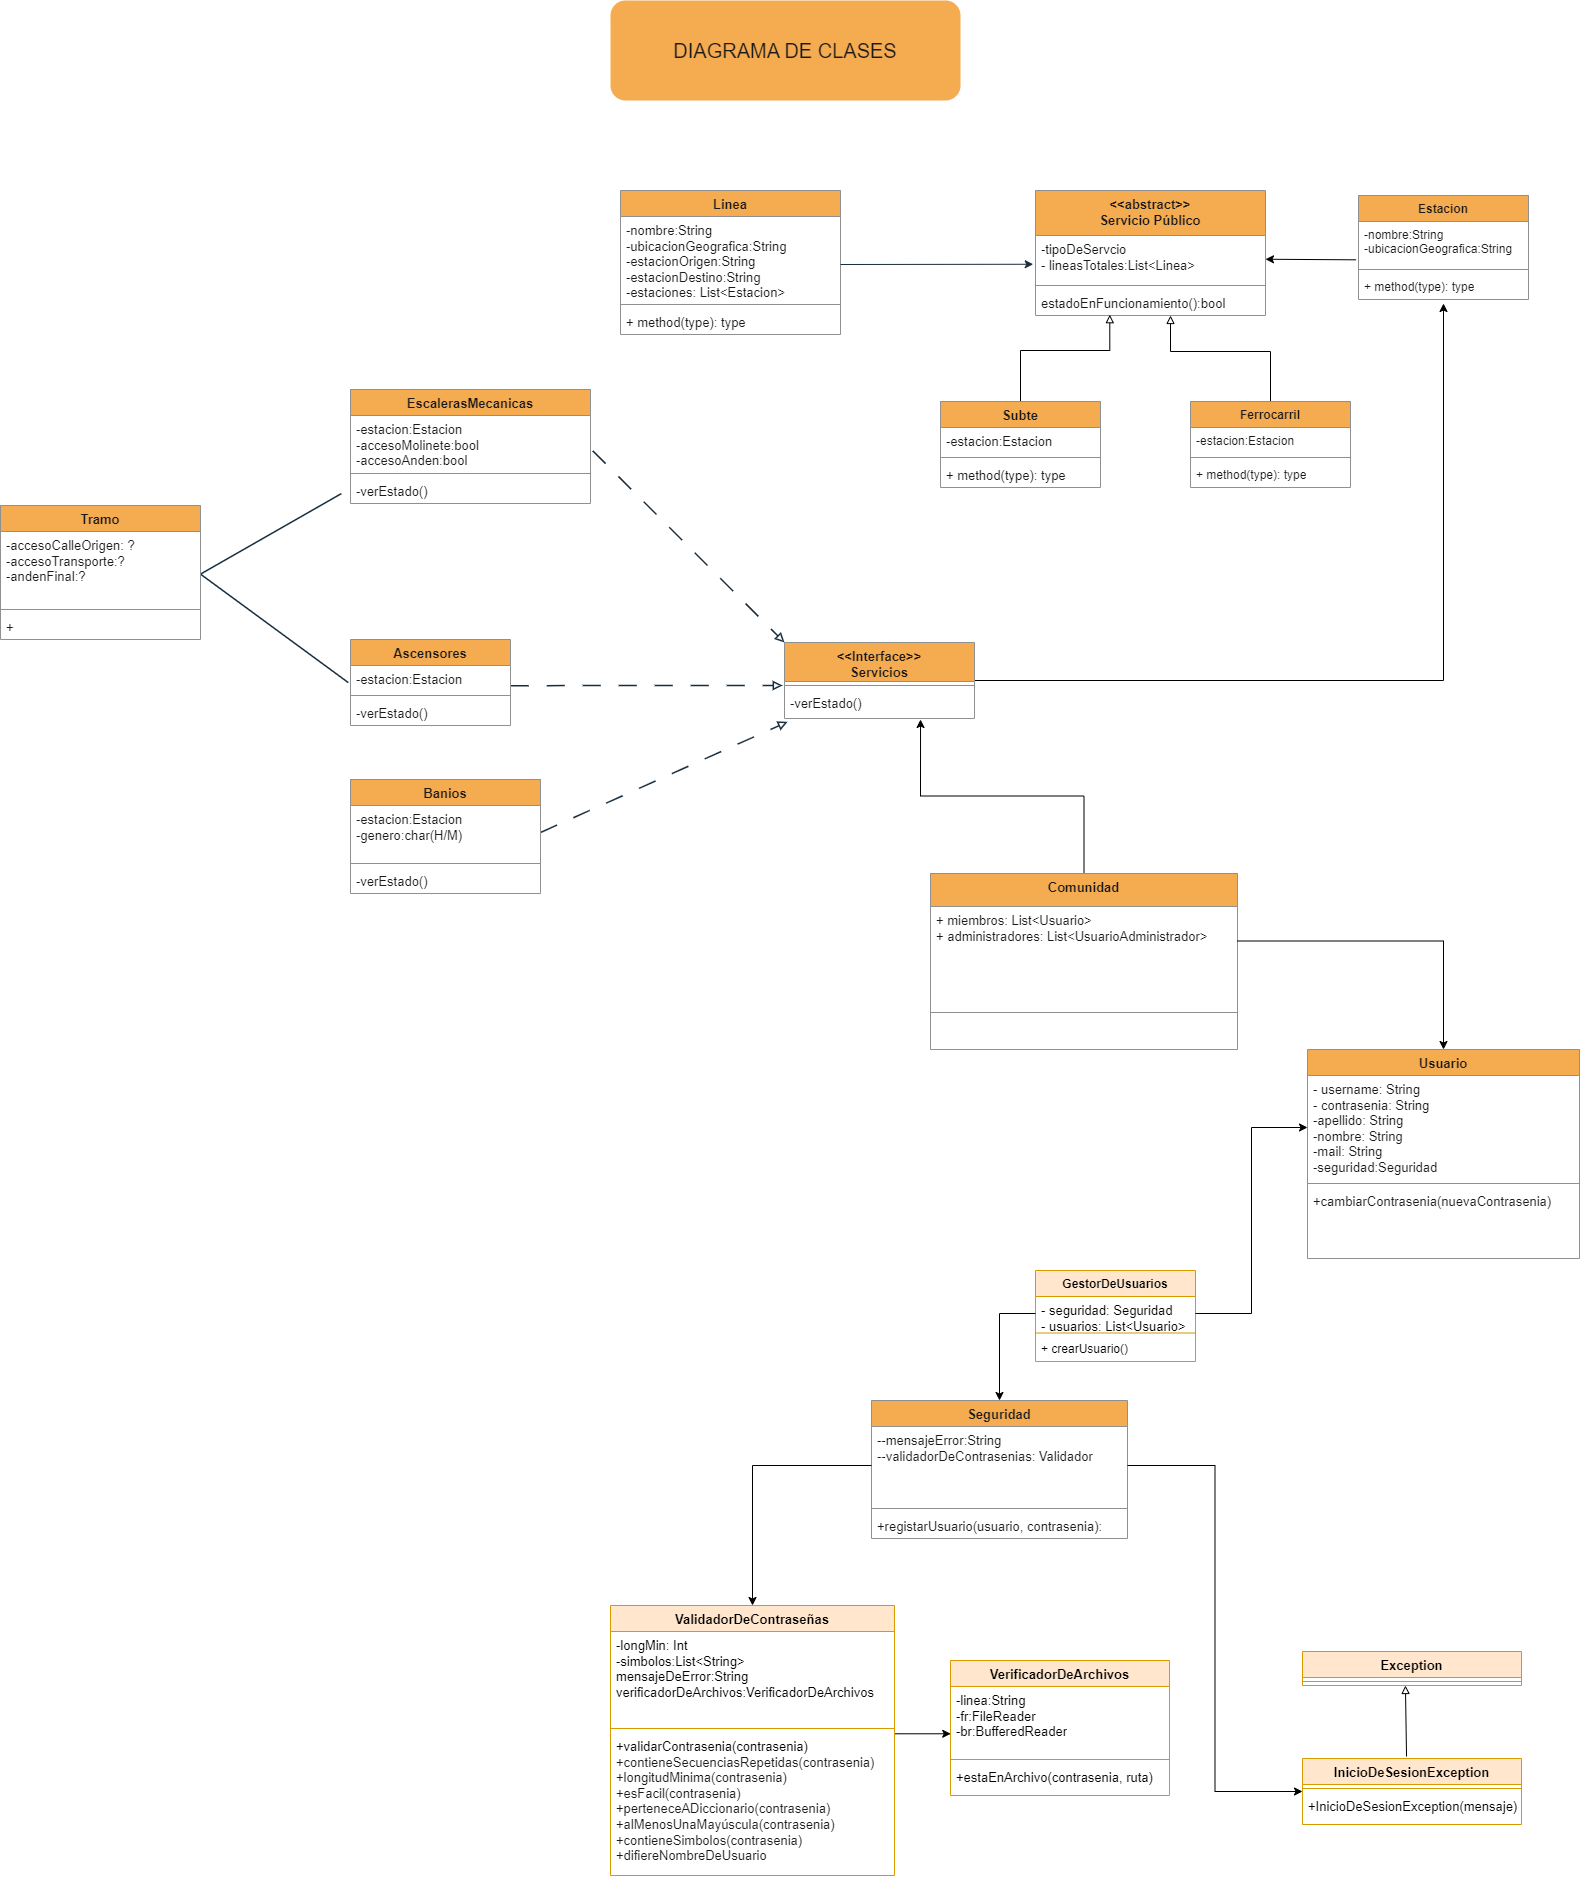 DIAGRAMA DE CLASES
Linea
-nombre:String
-ubicacionGeografica:String
-estacionOrigen:String
-estacionDestino:String
-estaciones: List<Estacion>
+ method(type): type
<<abstract>>
Servicio Público
-tipoDeServcio
- lineasTotales:List<Linea>
estadoEnFuncionamiento():bool
Estacion
-nombre:String
-ubicacionGeografica:String
+ method(type): type
Subte
-estacion:Estacion
+ method(type): type
Ferrocarril
-estacion:Estacion
+ method(type): type
EscalerasMecanicas
-estacion:Estacion
-accesoMolinete:bool
-accesoAnden:bool
-verEstado()
Tramo
-accesoCalleOrigen: ?
-accesoTransporte:?
-andenFinal:?
+
Ascensores
-estacion:Estacion
-verEstado()
<<Interface>>
Servicios
-verEstado()
Banios
-estacion:Estacion
-genero:char(H/M)
-verEstado()
Comunidad
+ miembros: List<Usuario>
+ administradores: List<UsuarioAdministrador>
Usuario
- username: String
- contrasenia: String
-apellido: String
-nombre: String
-mail: String
-seguridad:Seguridad
+cambiarContrasenia(nuevaContrasenia)
GestorDeUsuarios
- seguridad: Seguridad
- usuarios: List<Usuario>
+ crearUsuario()
Seguridad
--mensajeError:String
--validadorDeContrasenias: Validador
+registarUsuario(usuario, contrasenia):
ValidadorDeContraseñas
-longMin: Int
-simbolos:List<String>
mensajeDeError:String
verificadorDeArchivos:VerificadorDeArchivos
+validarContrasenia(contrasenia)
+contieneSecuenciasRepetidas(contrasenia)
+longitudMinima(contrasenia)
+esFacil(contrasenia)
+perteneceADiccionario(contrasenia)
+alMenosUnaMayúscula(contrasenia)
+contieneSimbolos(contrasenia)
+difiereNombreDeUsuario
VerificadorDeArchivos
-linea:String
-fr:FileReader
-br:BufferedReader
+estaEnArchivo(contrasenia, ruta)
Exception
InicioDeSesionException
+InicioDeSesionException(mensaje)